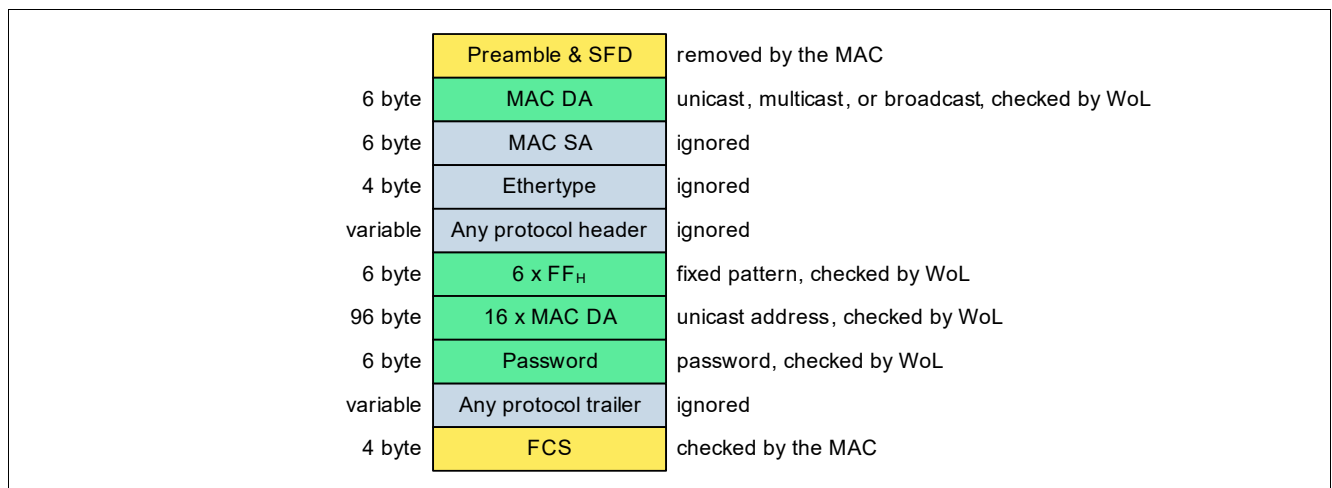 Preamble & SFD removed by the MAC
6 byte MAC DA unicast, multicast, or broadcast, checked by WoL
6 byte MAC SA ignored
4 byte Ethertype ignored
variable Any protocol header ignored
6 byte 6 x FFH fixed pattern, checked by WoL
96 byte 16 x MAC DA unicast address, checked by WoL
6 byte Password password, checked by WoL
variable Any protocol trailer ignored
4 byte FCS checked by the MAC